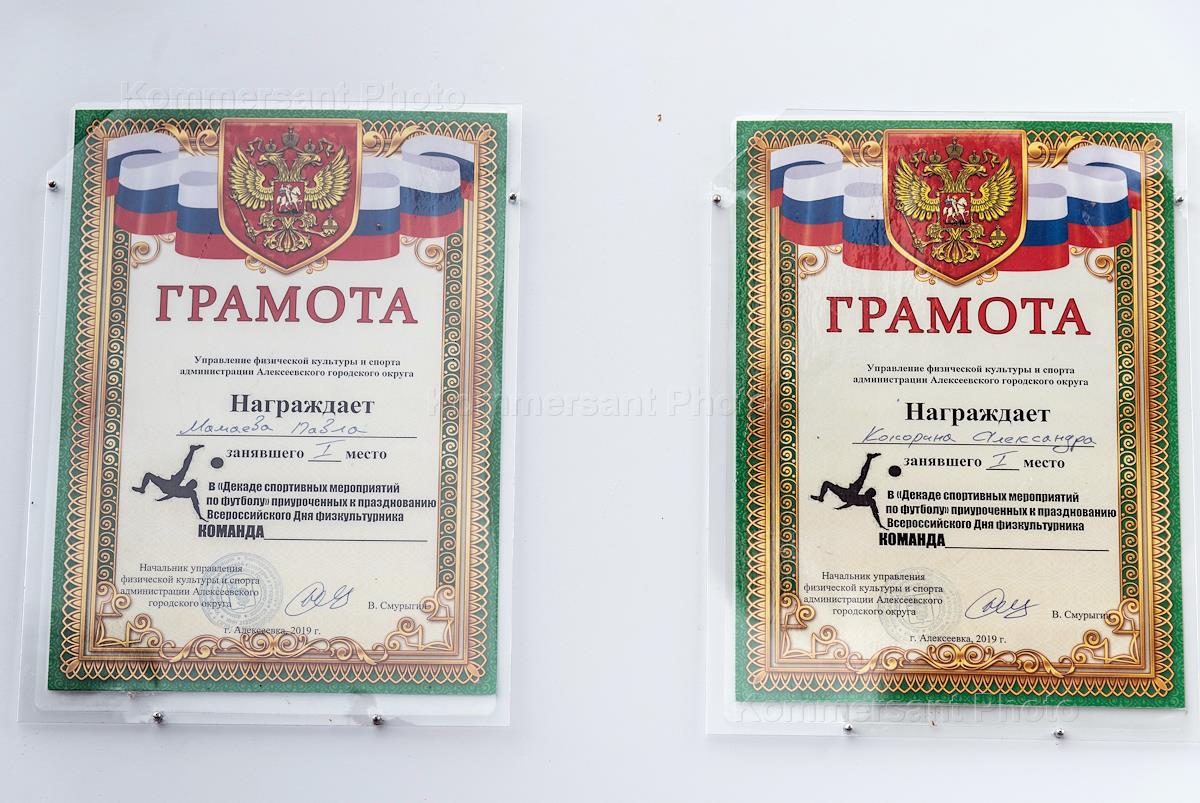 Kommersant Photo
ГРАМОТА
Управление физической культуры и спорта
администрации Алексеевского городского округа
Награждает
Мамаева Павла
занявшего I место
В «Декаде спортивных мероприятий
по футболу» приуроченных к празднованию
Всероссийского Дня физкультурника
КОМАНДА
Начальник управления
физической культуры и спорта
администрации Алексеевского
городского округа
В. Смурыгин
г. Алексеевка, 2019 г.
Kommersant Photo
ГРАМОТА
Управление физической культуры и спорта
администрации Алексеевского городского округа
Награждает
Кокорина Александра
занявшего I место
В «Декаде спортивных мероприятий
по футболу» приуроченных к празднованию
Всероссийского Дня физкультурника
КОМАНДА
Начальник управления
физической культуры и спорта
администрации Алексеевского
городского округа
В. Смурыгин
г. Алексеевка, 2019 г.
Kommersant Photo